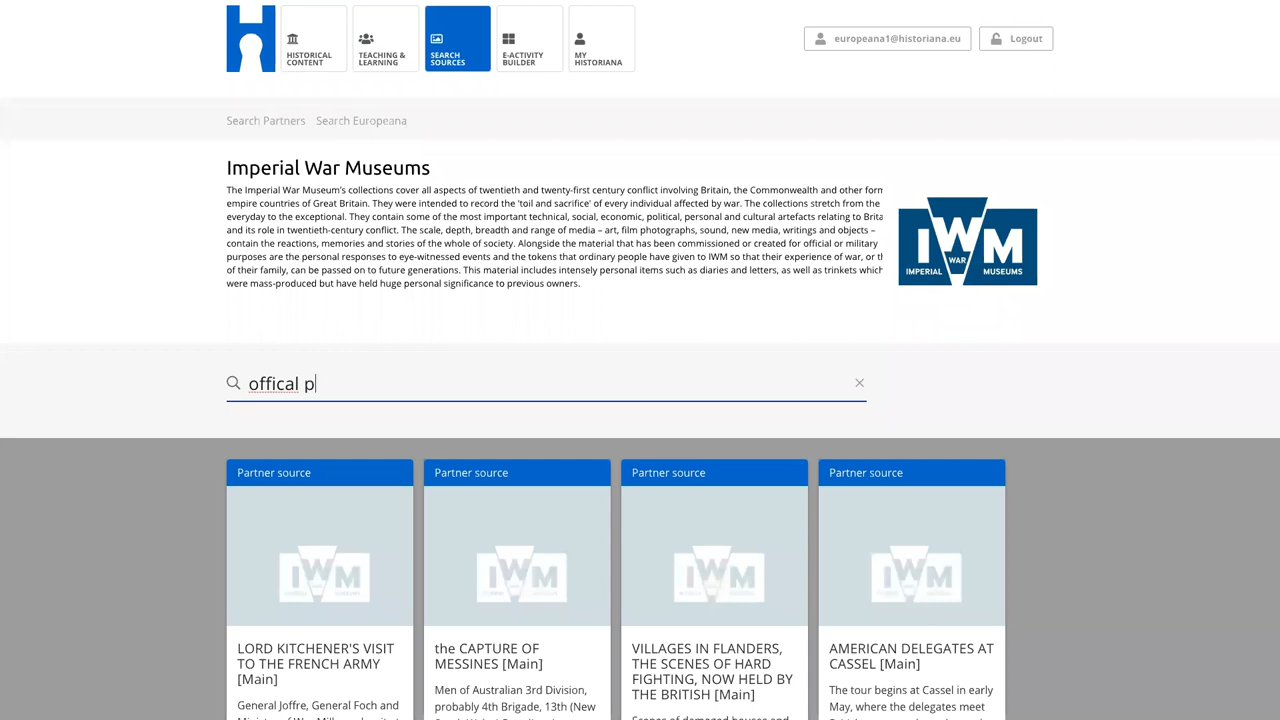 HISTORICAL
CONTENT
TEACHING &
LEARNING
SEARCH
SOURCES
E-ACTIVITY
BUILDER
MY
HISTORIANA
europeana1@historiana.eu
Logout
Search Partners Search Europeana
Imperial War Museums
The Imperial War Museum's collections cover all aspects of twentieth and twenty-first century conflict involving Britain, the Commonwealth and other form
empire countries of Great Britain. They were intended to record the 'toil and sacrifice' of every individual affected by war. The collections stretch from the
everyday to the exceptional. They contain some of the most important technical, social, economic, political, personal and cultural artefacts relating to Brita
and its role in twentieth-century conflict. The scale, depth, breadth and range of media – art, film photographs, sound, new media, writings and objects –
contain the reactions, memories and stories of the whole of society. Alongside the material that has been commissioned or created for official or military
purposes are the personal responses to eye-witnessed events and the tokens that ordinary people have given to IWM so that their experience of war, or th
of their family, can be passed on to future generations. This material includes intensely personal items such as diaries and letters, as well as trinkets which
were mass-produced but have held huge personal significance to previous owners.
IWM
WAR
IMPERIAL MUSEUMS
offical p
Partner source
IWM
LORD KITCHENER'S VISIT
TO THE FRENCH ARMY
[Main]
General Joffre, General Foch and
Partner source
IWM
the CAPTURE OF
MESSINES [Main]
Men of Australian 3rd Division,
probably 4th Brigade, 13th (New
Partner source
IWM
VILLAGES IN FLANDERS,
THE SCENES OF HARD
FIGHTING, NOW HELD BY
THE BRITISH [Main]
Partner source
IWM
AMERICAN DELEGATES AT
CASSEL [Main]
The tour begins at Cassel in early
May, where the delegates meet